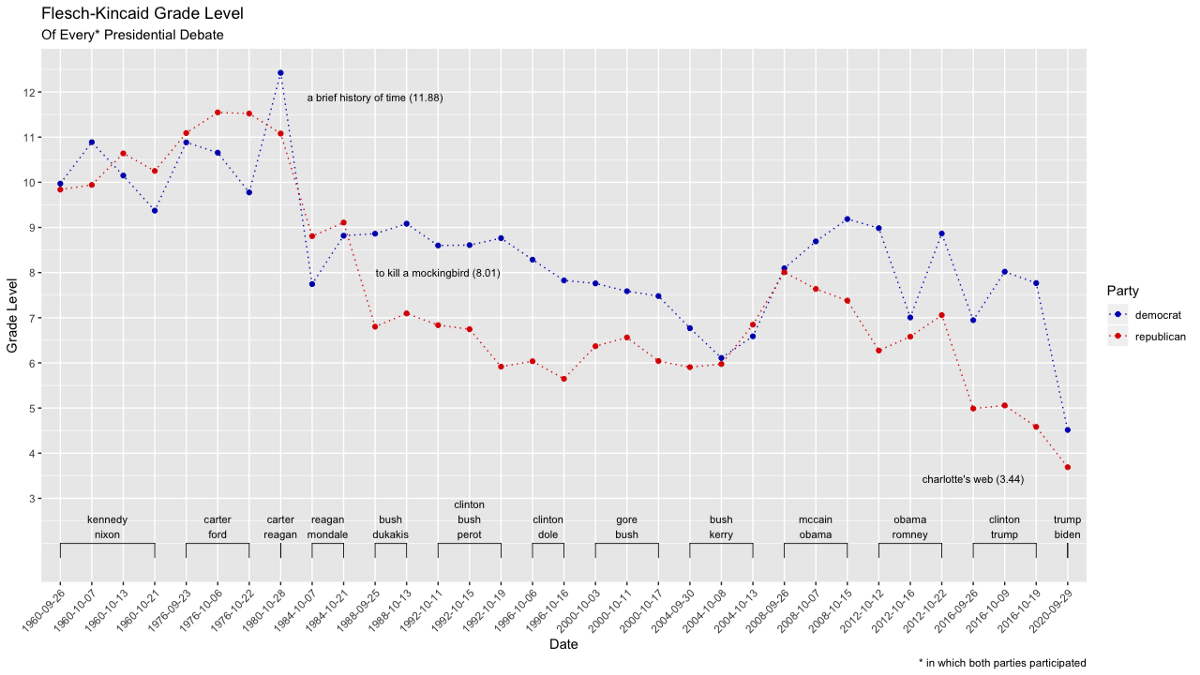 Flesch-Kincaid Grade Level
Of Every* Presidential Debate
Grade Level
12
11
10
9
8
7
6
5
4
3
a brief history of time (11.88)
to kill a mockingbird (8.01)
charlotte's web (3.44)
kennedy
nixon
carter
ford
carter
reagan
reagan
mondale
bush
dukakis
clinton
bush
perot
clinton
dole
gore
bush
bush
kerry
mccain
obama
obama
romney
clinton
trump
trump
biden
1960-09-26
1960-10-07
1960-10-13
1960-10-21
1976-09-23
1976-10-06
1976-10-22
1980-10-28
1984-10-07
1984-10-21
1988-09-25
1988-10-13
1992-10-11
1992-10-15
1992-10-19
1996-10-06
1996-10-16
2000-10-03
2000-10-11
2000-10-17
2004-09-30
2004-10-08
2004-10-13
2008-09-26
2008-10-07
2008-10-15
2012-10-12
2012-10-16
2012-10-22
2016-09-26
2016-10-09
2016-10-19
2020-09-29
Date
Party
democrat
republican
* in which both parties participated